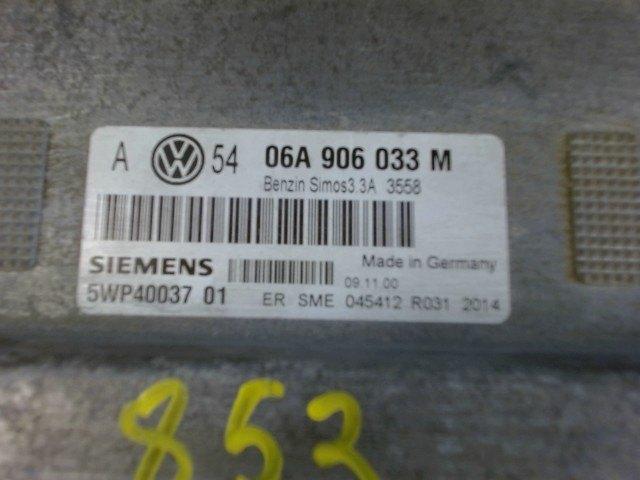 A VW 54 06A 906 033 M
Benzin Simos3.3A 3558
SIEMENS Made in Germany
09.11.00
5WP40037 01 ER SME 045412 R031 2014
853